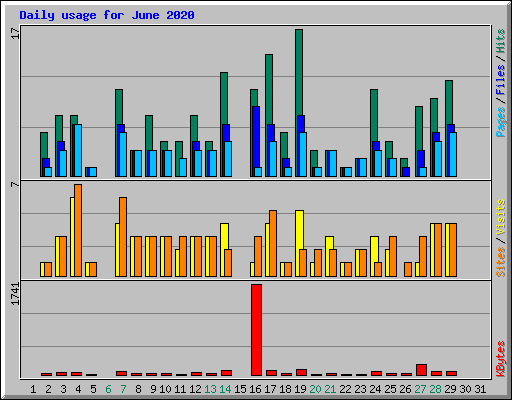 Daily usage for June 2020
17
Pages / Files / Hits
7
Sites / Visits
1741
KBytes
1 2 3 4 5 6 7 8 9 10 11 12 13 14 15 16 17 18 19 20 21 22 23 24 25 26 27 28 29 30 31